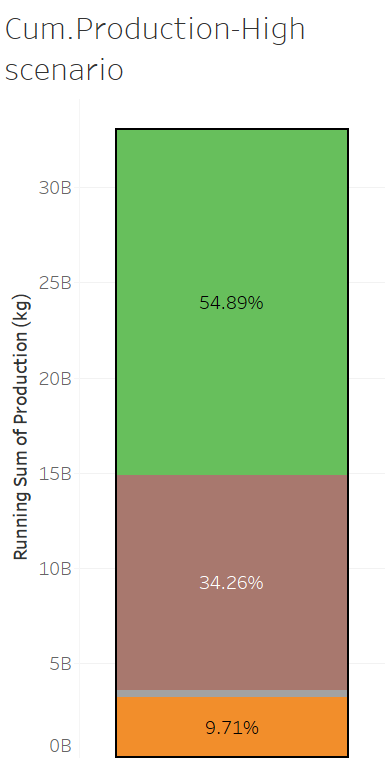 Cum.Production-High
scenario
Running Sum of Production (kg)
30B
25B
20B
15B
10B
5B
0B
54.89%
34.26%
9.71%